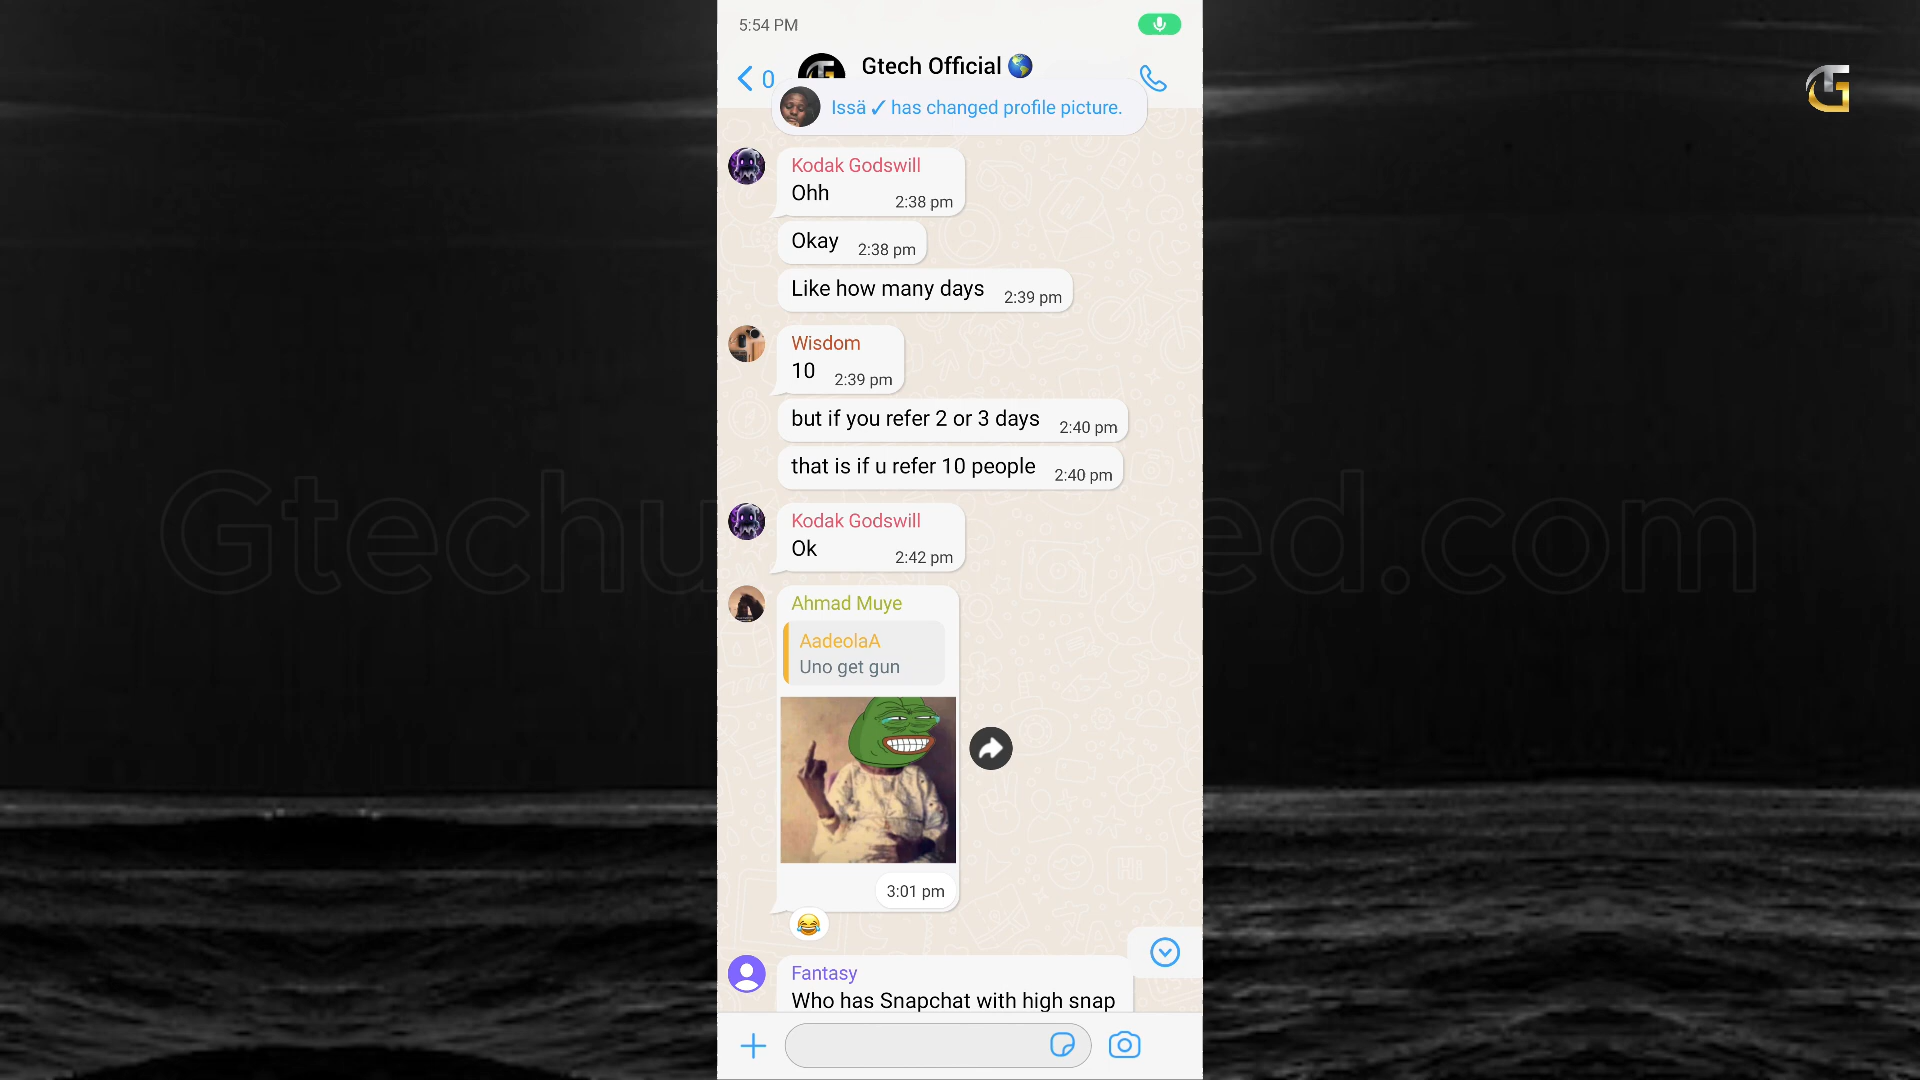 5:54 PM
0
Gtech Official
Issä ✓ has changed profile picture.
Kodak Godswill
Ohh
2:38 pm
Okay
2:38 pm
Like how many days
2:39 pm
Wisdom
10
2:39 pm
but if you refer 2 or 3 days
2:40 pm
that is if u refer 10 people
2:40 pm
Kodak Godswill
Ok
2:42 pm
Ahmad Muye
AadeolaA
Uno get gun
3:01 pm
Fantasy
Who has Snapchat with high snap